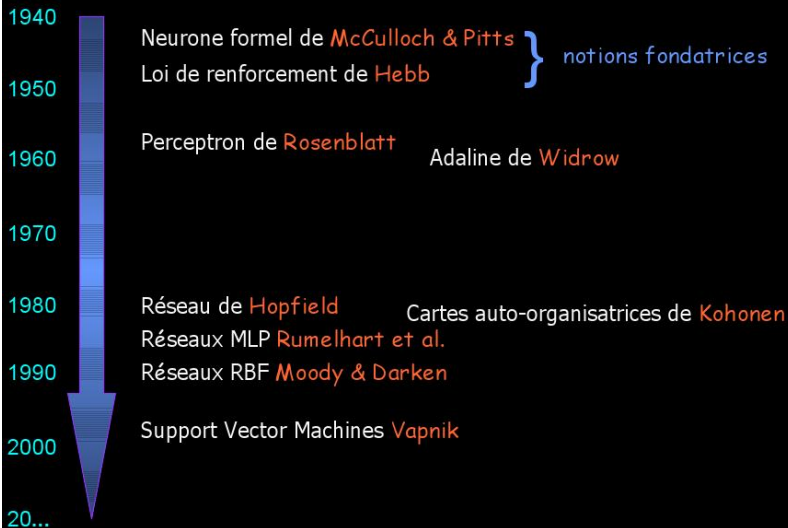 1940
Neurone formel de McCulloch & Pitts
} notions fondatrices
Loi de renforcement de Hebb
1950
Perceptron de Rosenblatt
Adaline de Widrow
1960
1970
1980
Réseau de Hopfield
Cartes auto-organisatrices de Kohonen
Réseaux MLP Rumelhart et al.
1990
Réseaux RBF Moody & Darken
Support Vector Machines Vapnik
2000
20...